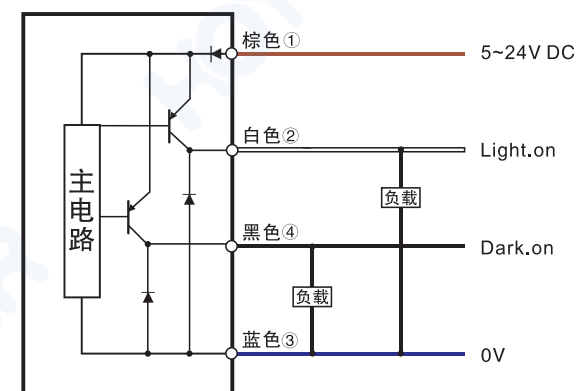 棕色①
5~24V DC
白色②
Light.on
主电路
负载
黑色④
Dark.on
负载
蓝色③
0V